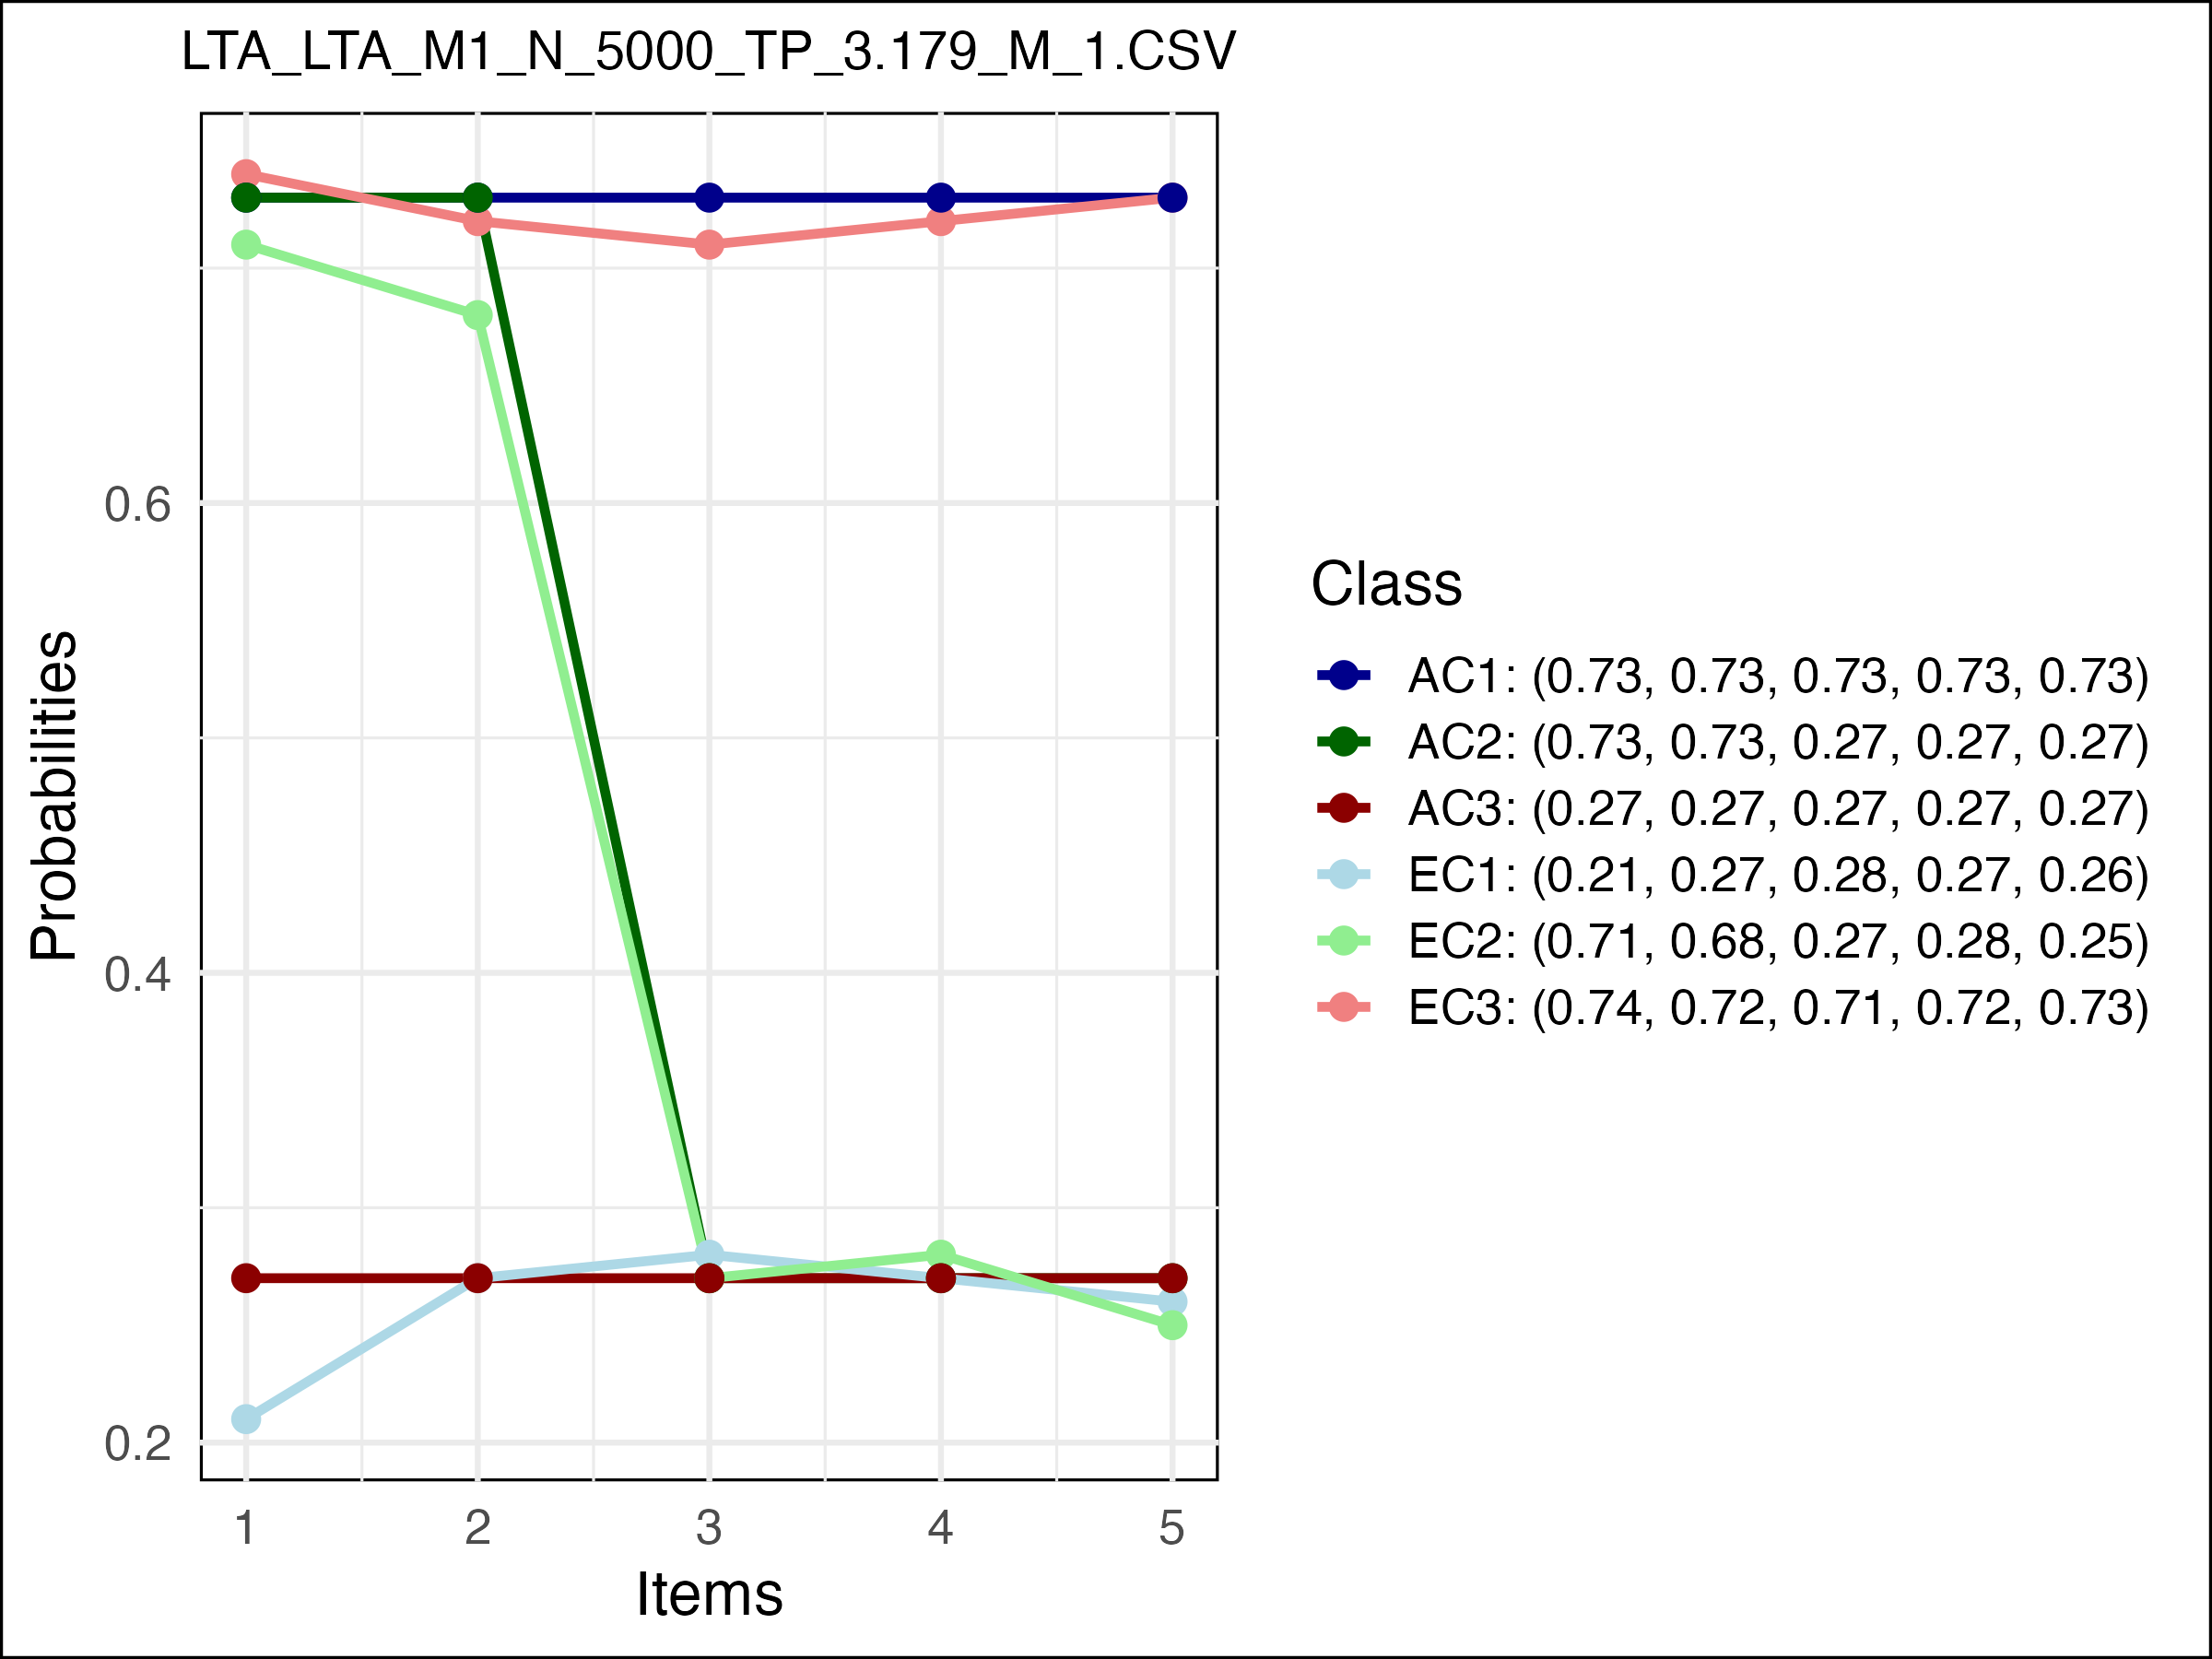 LTA_LTA_M1_N_5000_TP_3.179_M_1.CSV
Probabilities
0.6
0.4
0.2
1 2 3 4 5
Items
Class
AC1: (0.73, 0.73, 0.73, 0.73, 0.73)
AC2: (0.73, 0.73, 0.27, 0.27, 0.27)
AC3: (0.27, 0.27, 0.27, 0.27, 0.27)
EC1: (0.21, 0.27, 0.28, 0.27, 0.26)
EC2: (0.71, 0.68, 0.27, 0.28, 0.25)
EC3: (0.74, 0.72, 0.71, 0.72, 0.73)